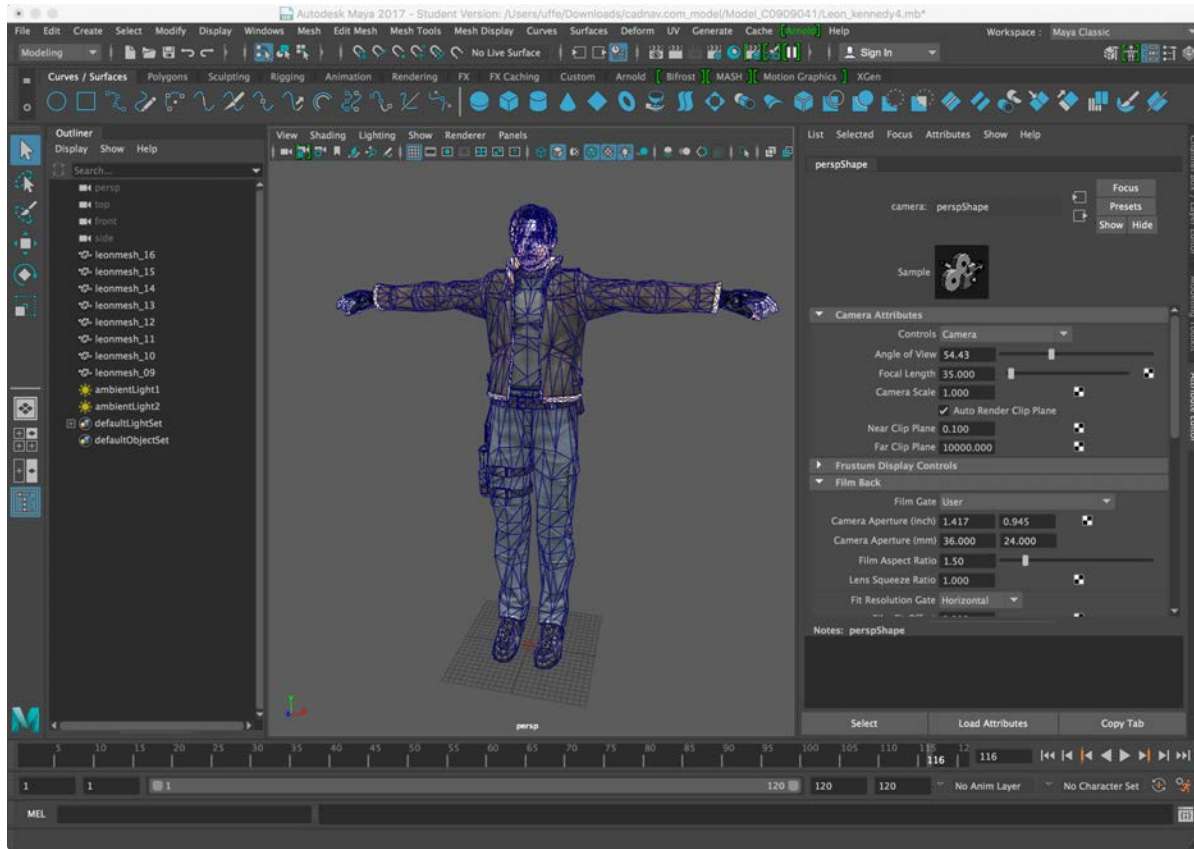 Autodesk Maya 2017 - Student Version: /Users/uffe/Downloads/cadnav.com_model/Model_C0909041/Leon_kennedy4.mb*
File Edit Create Select Modify Display Windows Mesh Edit Mesh Mesh Tools Mesh Display Curves Surfaces Deform UV Generate Cache [Arnold] Help Workspace : Maya Classic
Modeling No Live Surface Sign In
Curves / Surfaces Polygons Sculpting Rigging Animation Rendering FX FX Caching Custom Arnold [ Bifrost ][ MASH ][ Motion Graphics ] XGen
Outliner
Display Show Help
Search...
persp
top
front
side
leonmesh_16
leonmesh_15
leonmesh_14
leonmesh_13
leonmesh_12
leonmesh_11
leonmesh_10
leonmesh_09
ambientLight1
ambientLight2
defaultLightSet
defaultObjectSet
View Shading Lighting Show Renderer Panels
persp
List Selected Focus Attributes Show Help
perspShape
Focus
camera: perspShape Presets
Show Hide
Sample
Camera Attributes
Controls Camera
Angle of View 54.43
Focal Length 35.000
Camera Scale 1.000
Auto Render Clip Plane
Near Clip Plane 0.100
Far Clip Plane 10000.000
Frustum Display Controls
Film Back
Film Gate User
Camera Aperture (inch) 1.417 0.945
Camera Aperture (mm) 36.000 24.000
Film Aspect Ratio 1.50
Lens Squeeze Ratio 1.000
Fit Resolution Gate Horizontal
Notes: perspShape
Select Load Attributes Copy Tab
5 10 15 20 25 30 35 40 45 50 55 60 65 70 75 80 85 90 95 100 105 110 115 12 116
116
1 1 1 120 120 120 No Anim Layer No Character Set
MEL